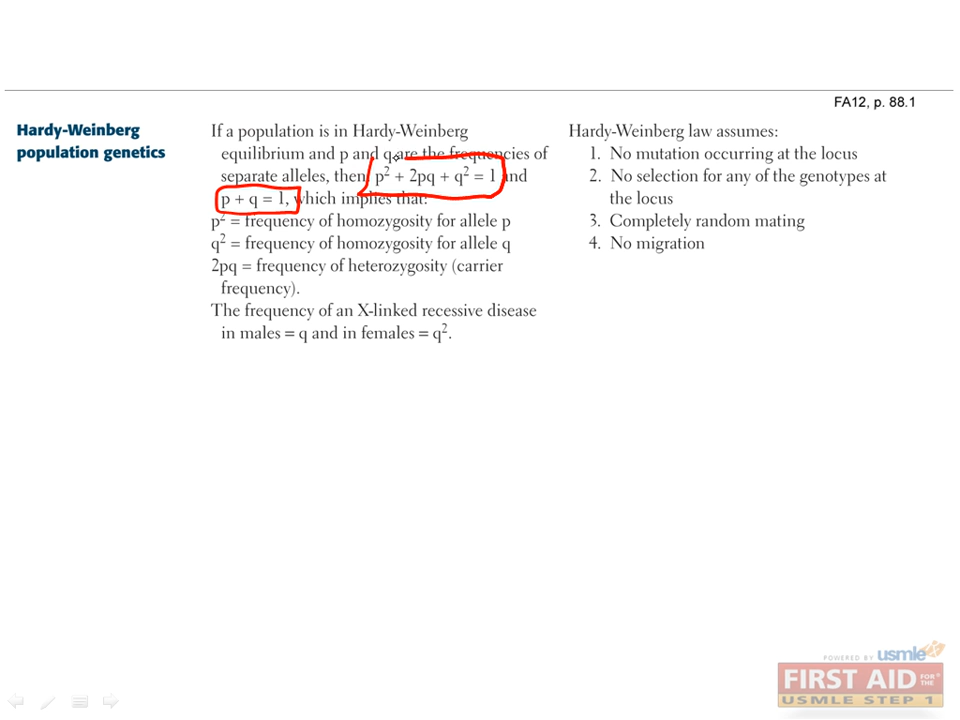 FA12, p. 88.1
Hardy-Weinberg
population genetics
If a population is in Hardy-Weinberg
equilibrium and p and q are the frequencies of
separate alleles, then: p² + 2pq + q² = 1 and
p + q = 1, which implies that:
p² = frequency of homozygosity for allele p
q² = frequency of homozygosity for allele q
2pq = frequency of heterozygosity (carrier
frequency).
The frequency of an X-linked recessive disease
in males = q and in females = q².
Hardy-Weinberg law assumes:
1. No mutation occurring at the locus
2. No selection for any of the genotypes at
the locus
3. Completely random mating
4. No migration
POWERED BY usmle
FIRST AID FOR THE
USMLE STEP 1